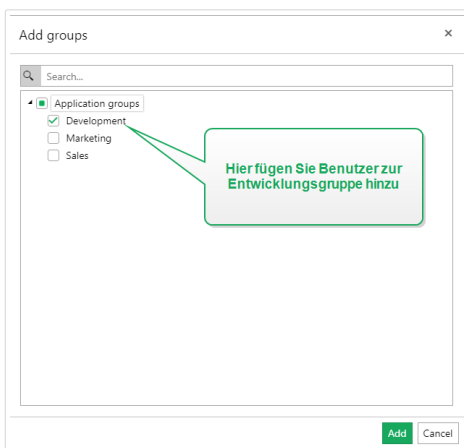 Add groups
×
Search...
Application groups
Development
Marketing
Sales
Hier fügen Sie Benutzer zur
Entwicklungsgruppe hinzu
Add Cancel